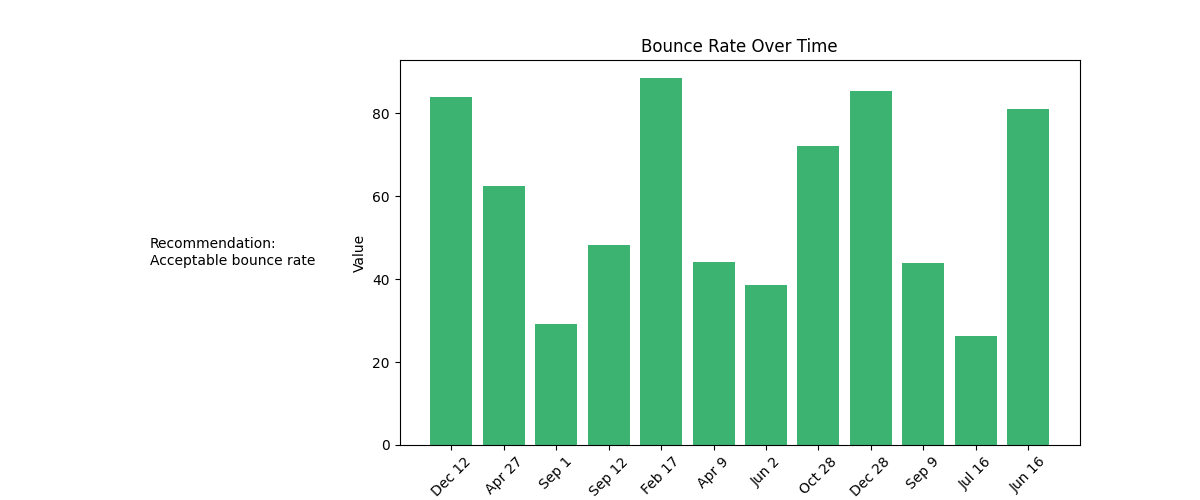 Bounce Rate Over Time
Recommendation:
Acceptable bounce rate
Value
80
60
40
20
0
Dec 12
Apr 27
Sep 1
Sep 12
Feb 17
Apr 9
Jun 2
Oct 28
Dec 28
Sep 9
Jul 16
Jun 16